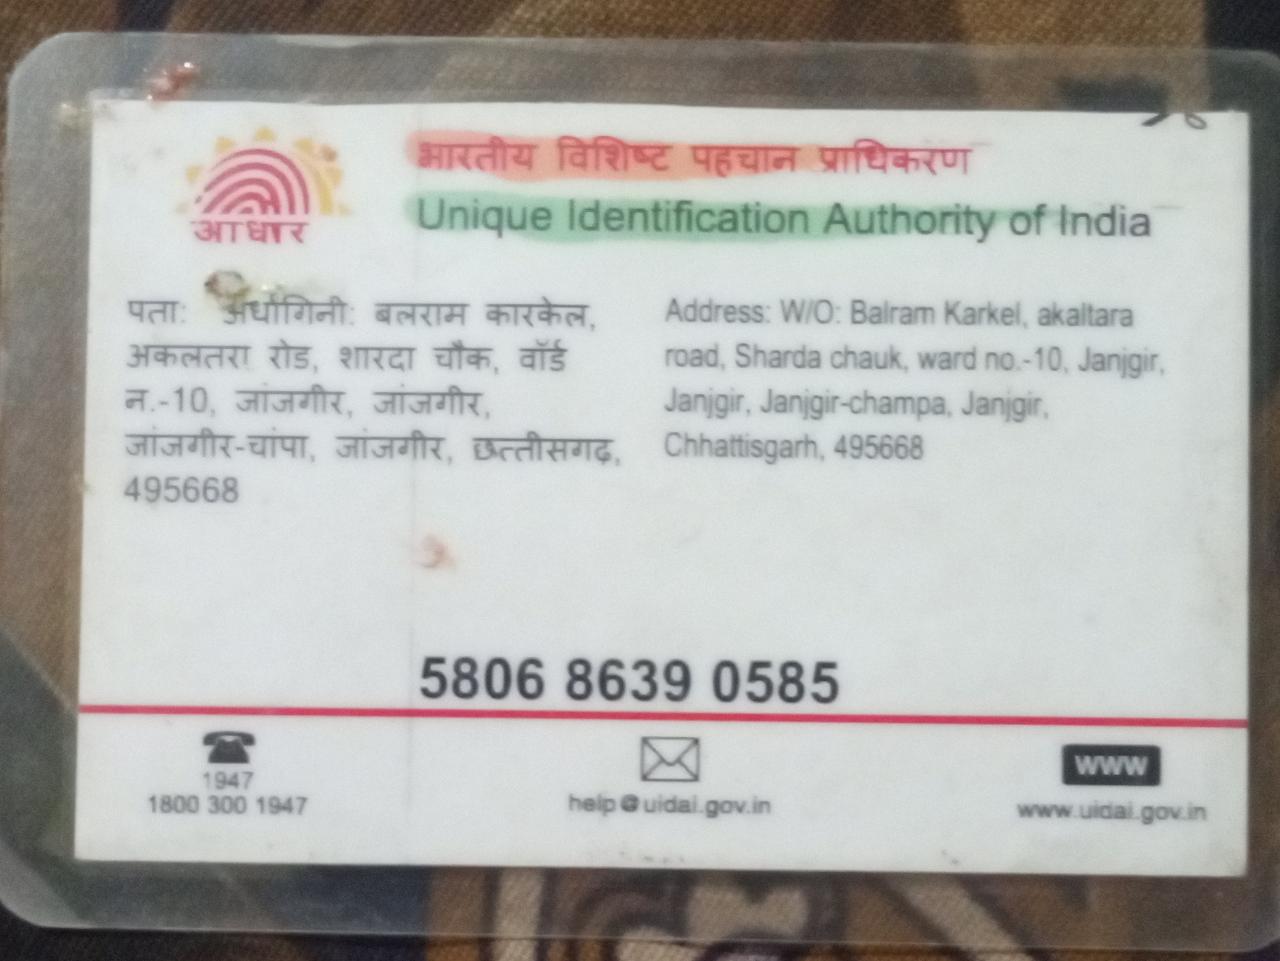 आधार
भारतीय विशिष्ट पहचान प्राधिकरण
Unique Identification Authority of India
पता: अर्धांगिनी: बलराम कारकेल,
अकलतरा रोड, शारदा चौक, वॉर्ड
न.-10, जांजगीर, जांजगीर,
जांजगीर-चांपा, जांजगीर, छत्तीसगढ़,
495668
Address: W/O: Balram Karkel, akaltara
road, Sharda chauk, ward no.-10, Janjgir,
Janjgir, Janjgir-champa, Janjgir,
Chhattisgarh, 495668
5806 8639 0585
1947
1800 300 1947
help@uidai.gov.in
www
www.uidai.gov.in